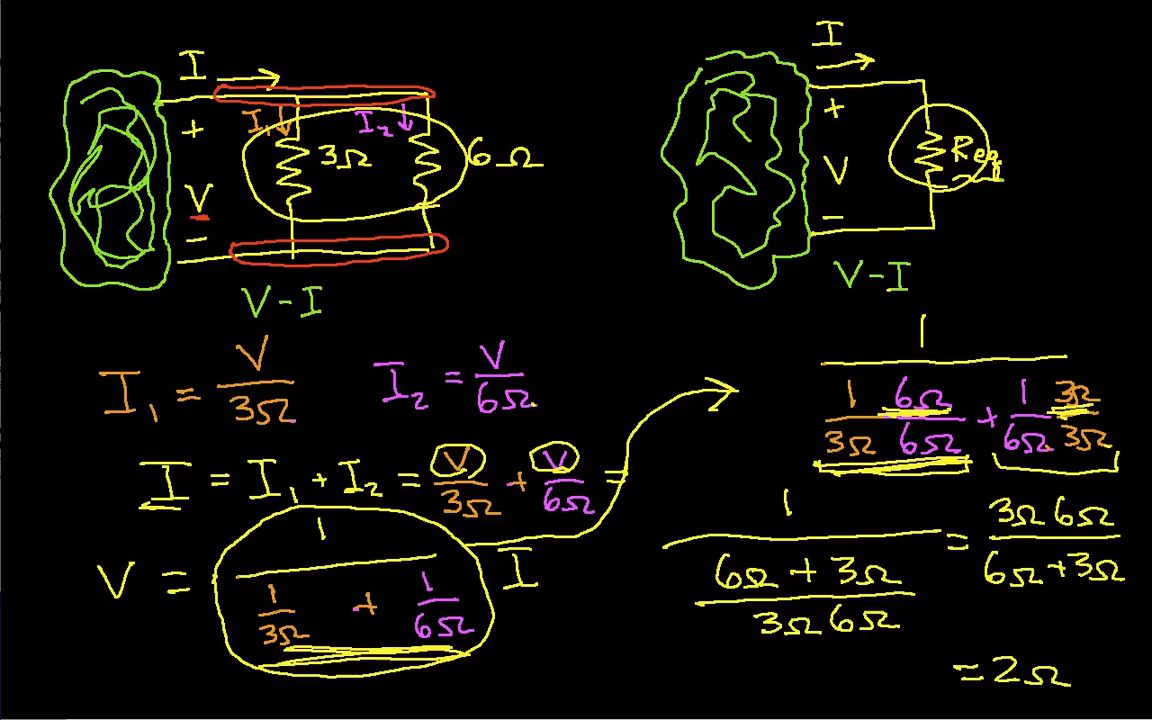 I
+
V
−
I₁
I₂
3Ω
6Ω
V-I
I
+
V
−
Req
V-I
I₁ = V/3Ω
I₂ = V/6Ω
I = I₁ + I₂ = V/3Ω + V/6Ω =
V = 1/(1/3Ω + 1/6Ω) I
1/(1/3Ω 6Ω/6Ω + 1/6Ω 3Ω/3Ω)
1/((6Ω + 3Ω)/(3Ω 6Ω)) = 3Ω 6Ω/(6Ω + 3Ω)
= 2Ω